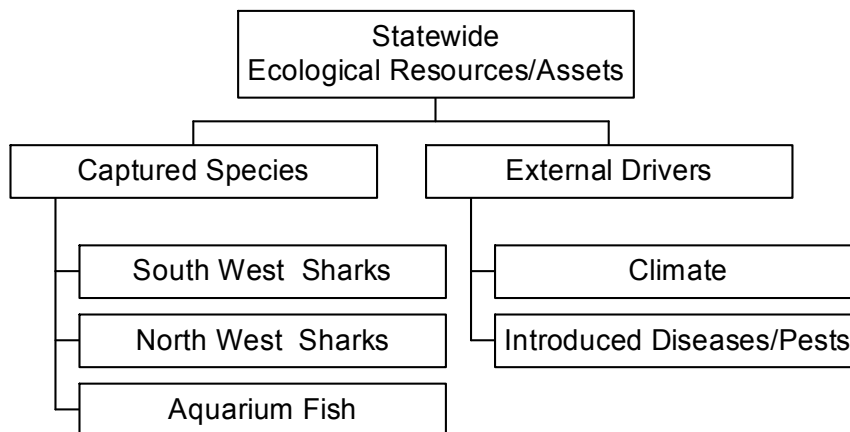 Statewide
Ecological Resources/Assets
Captured Species
External Drivers
South West Sharks
Climate
North West Sharks
Introduced Diseases/Pests
Aquarium Fish